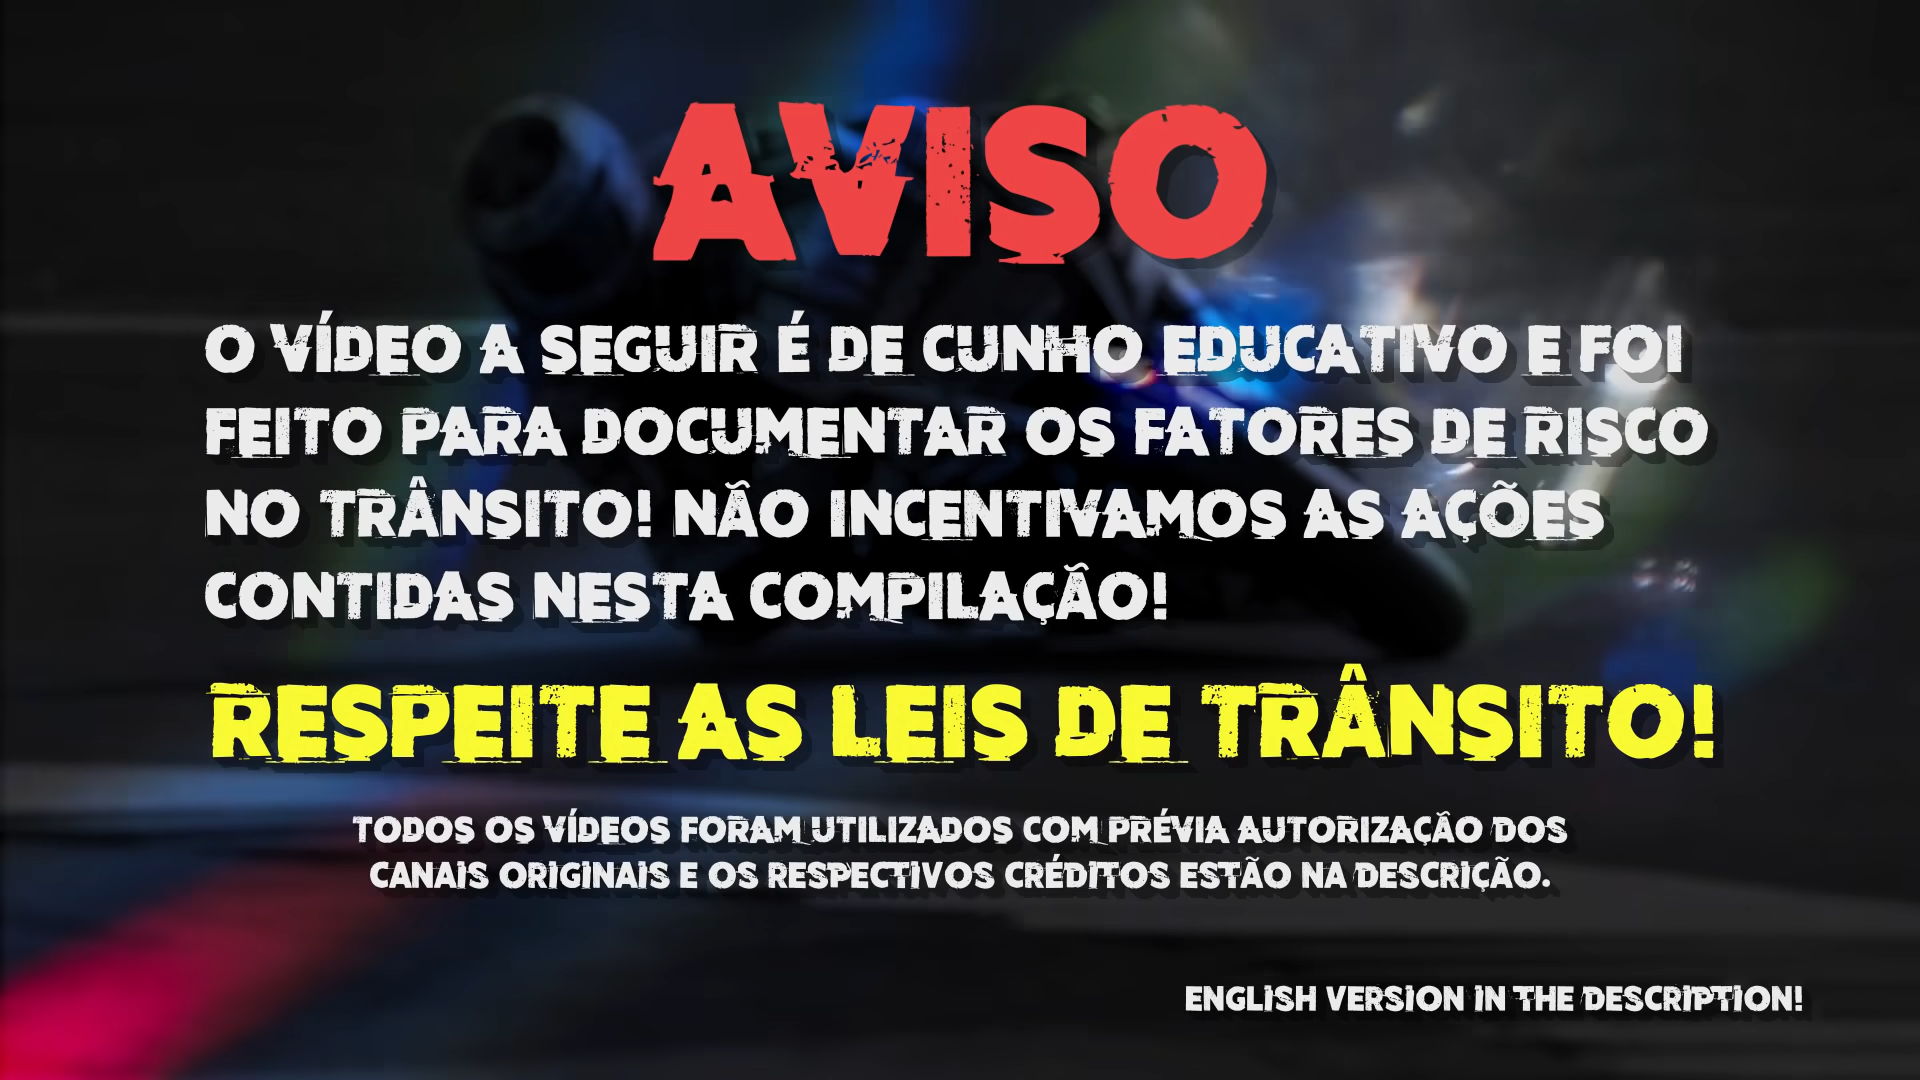 AVISO
O VÍDEO A SEGUIR É DE CUNHO EDUCATIVO E FOI
FEITO PARA DOCUMENTAR OS FATORES DE RISCO
NO TRÂNSITO! NÃO INCENTIVAMOS AS AÇÕES
CONTIDAS NESTA COMPILAÇÃO!
RESPEITE AS LEIS DE TRÂNSITO!
TODOS OS VÍDEOS FORAM UTILIZADOS COM PRÉVIA AUTORIZAÇÃO DOS
CANAIS ORIGINAIS E OS RESPECTIVOS CRÉDITOS ESTÃO NA DESCRIÇÃO.
ENGLISH VERSION IN THE DESCRIPTION!